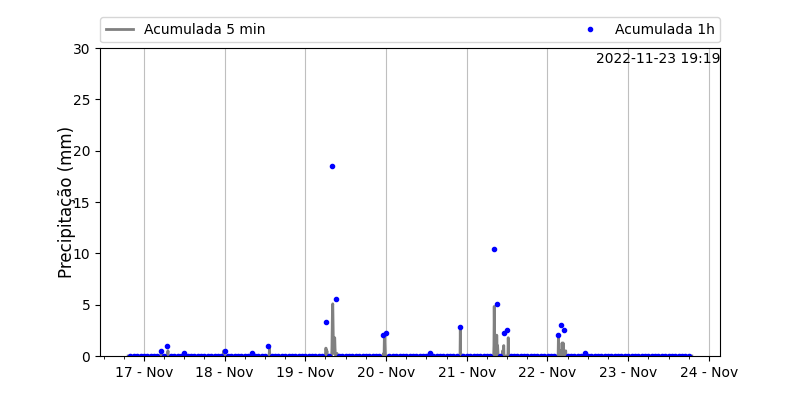 Acumulada 5 min
Acumulada 1h
2022-11-23 19:19
Precipitação (mm)
30
25
20
15
10
5
0
17 - Nov
18 - Nov
19 - Nov
20 - Nov
21 - Nov
22 - Nov
23 - Nov
24 - Nov